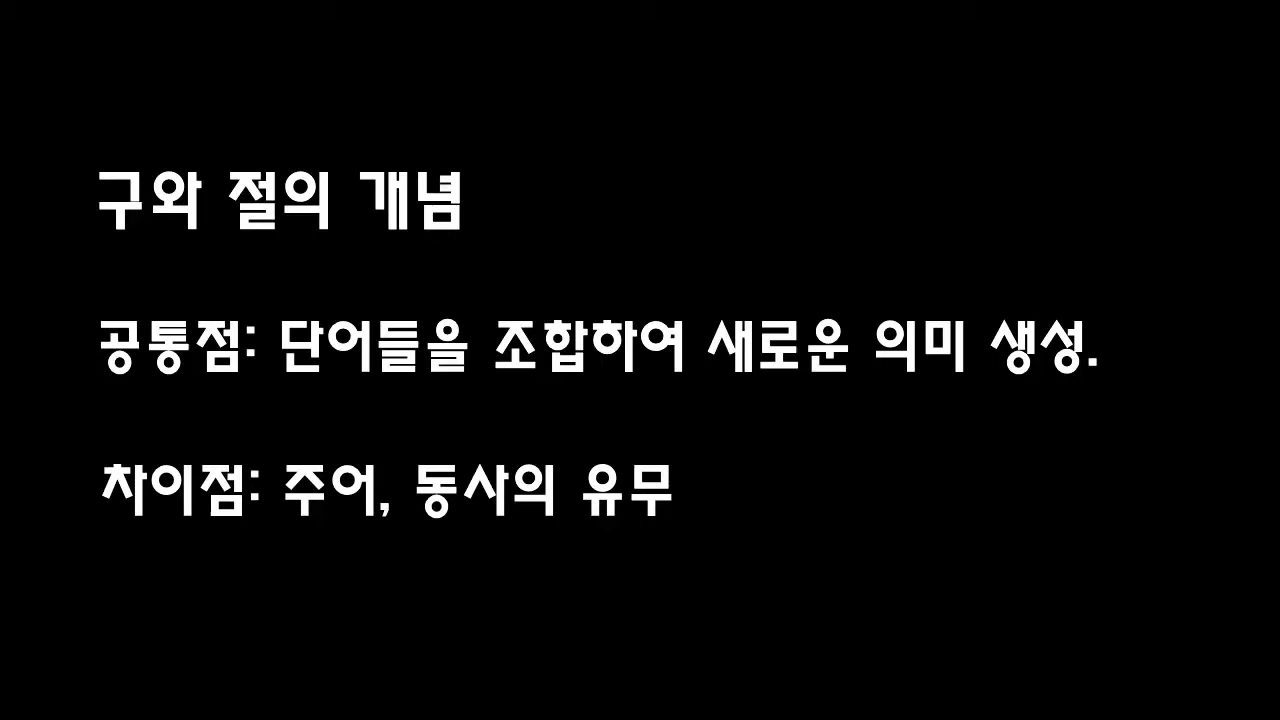 구와 절의 개념
공통점: 단어들을 조합하여 새로운 의미 생성.
차이점: 주어, 동사의 유무